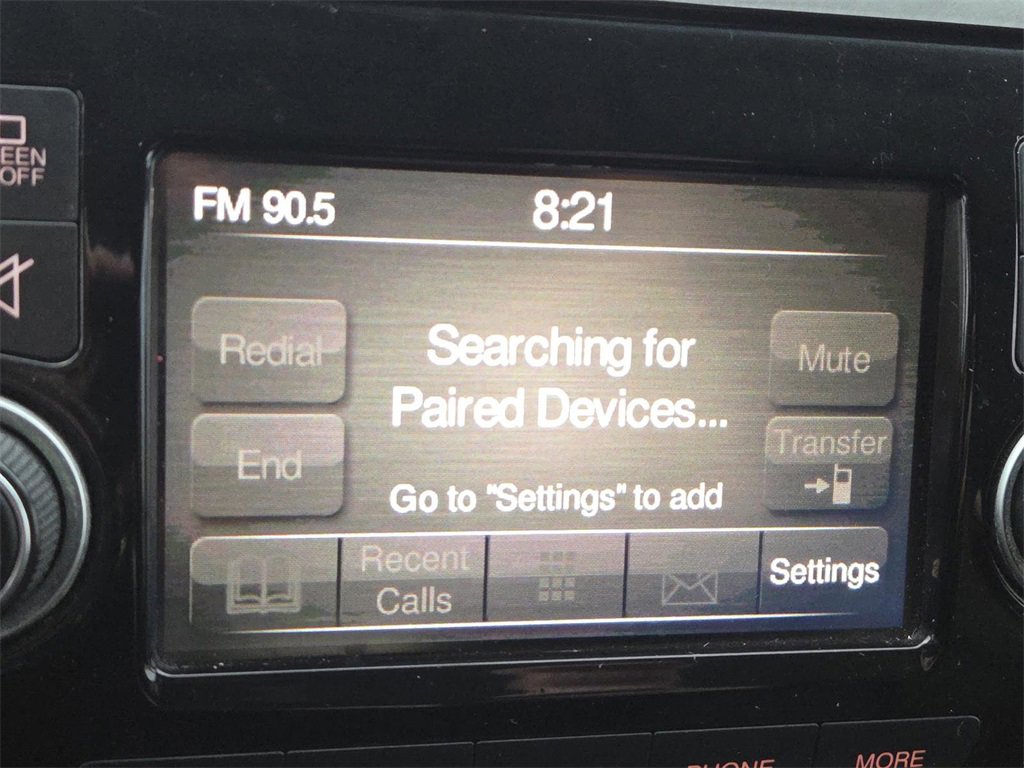 EEN
OFF
FM 90.5 8:21
Redial
Searching for
Paired Devices...
Mute
End
Transfer
Go to "Settings" to add
Recent
Calls
Settings
PHONE
MORE